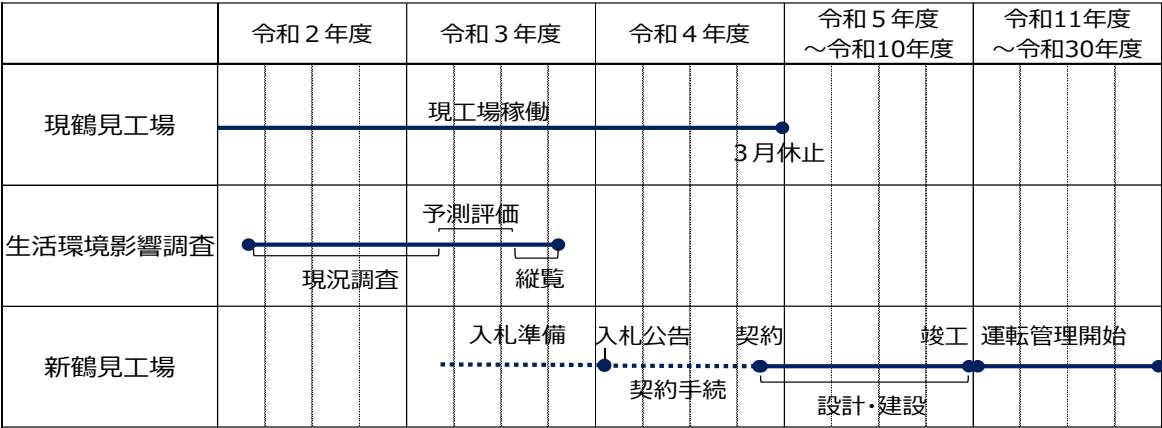 令和２年度
令和３年度
令和４年度
令和５年度
～令和10年度
令和11年度
～令和30年度
現鶴見工場
現工場稼働
３月休止
生活環境影響調査
予測評価
現況調査
縦覧
新鶴見工場
入札準備
入札公告
契約
竣工
運転管理開始
契約手続
設計・建設